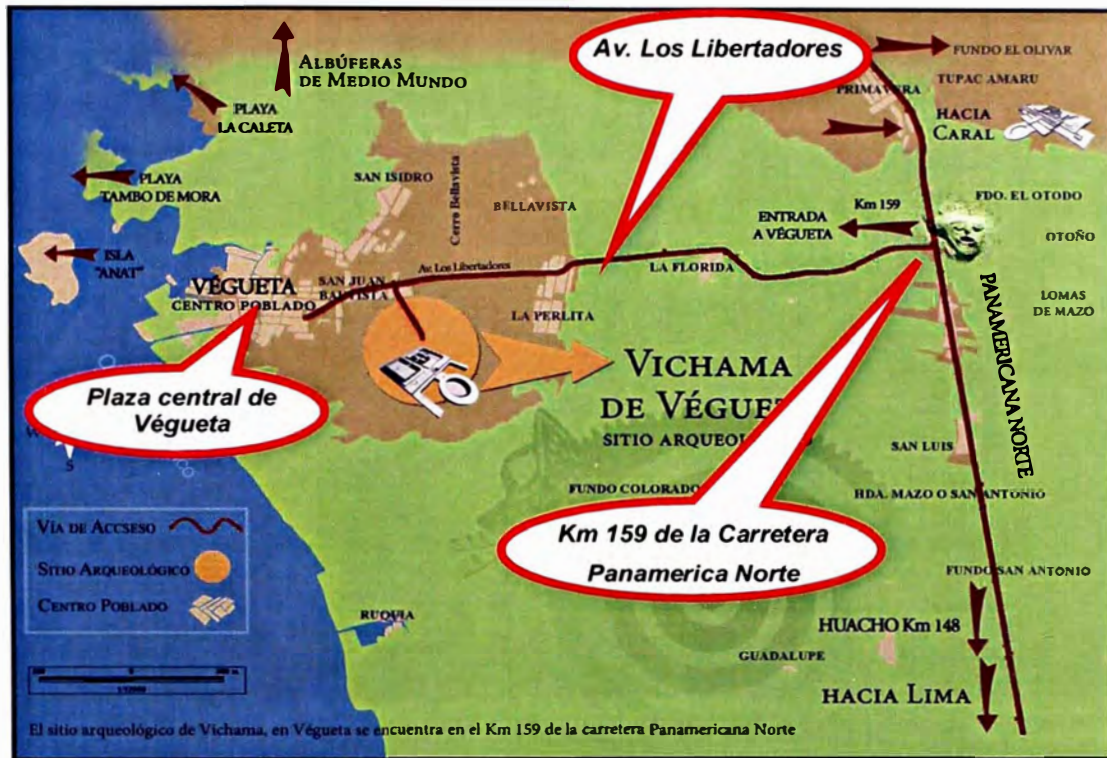 ALBÚFERAS
DE MEDIO MUNDO
Av. Los Libertadores
FUNDO EL OLIVAR
TUPAC AMARU
PRIMAVERA
HACIA
CARAL
PLAYA
LA CALETA
PLAYA
TAMBO DE MORA
SAN ISIDRO
Cerro Bellavista
BELLAVISTA
ENTRADA
A VÉGUETA
Km 159
FDO. EL OTODO
OTOÑO
ISLA
"ANAT"
VÉGUETA
CENTRO POBLADO
SAN JUAN
BAUTISTA
Av. Los Libertadores
LA FLORIDA
LA PERLITA
LOMAS
DE MAZO
PANAMERICANA NORTE
Plaza central de
Végueta
VICHAMA
DE VÉGUET
SITIO ARQUEOL
SAN LUIS
S
FUNDO COLORADO
HDA. MAZO O SAN ANTONIO
Km 159 de la Carretera
Panamerica Norte
FUNDO SAN ANTONIO
VÍA DE ACCSESO
SITIO ARQUEOLÓGICO
CENTRO POBLADO
RUQUIA
HUACHO Km 148
GUADALUPE
HACIA LIMA
El sitio arqueológico de Vichama, en Végueta se encuentra en el Km 159 de la carretera Panamericana Norte